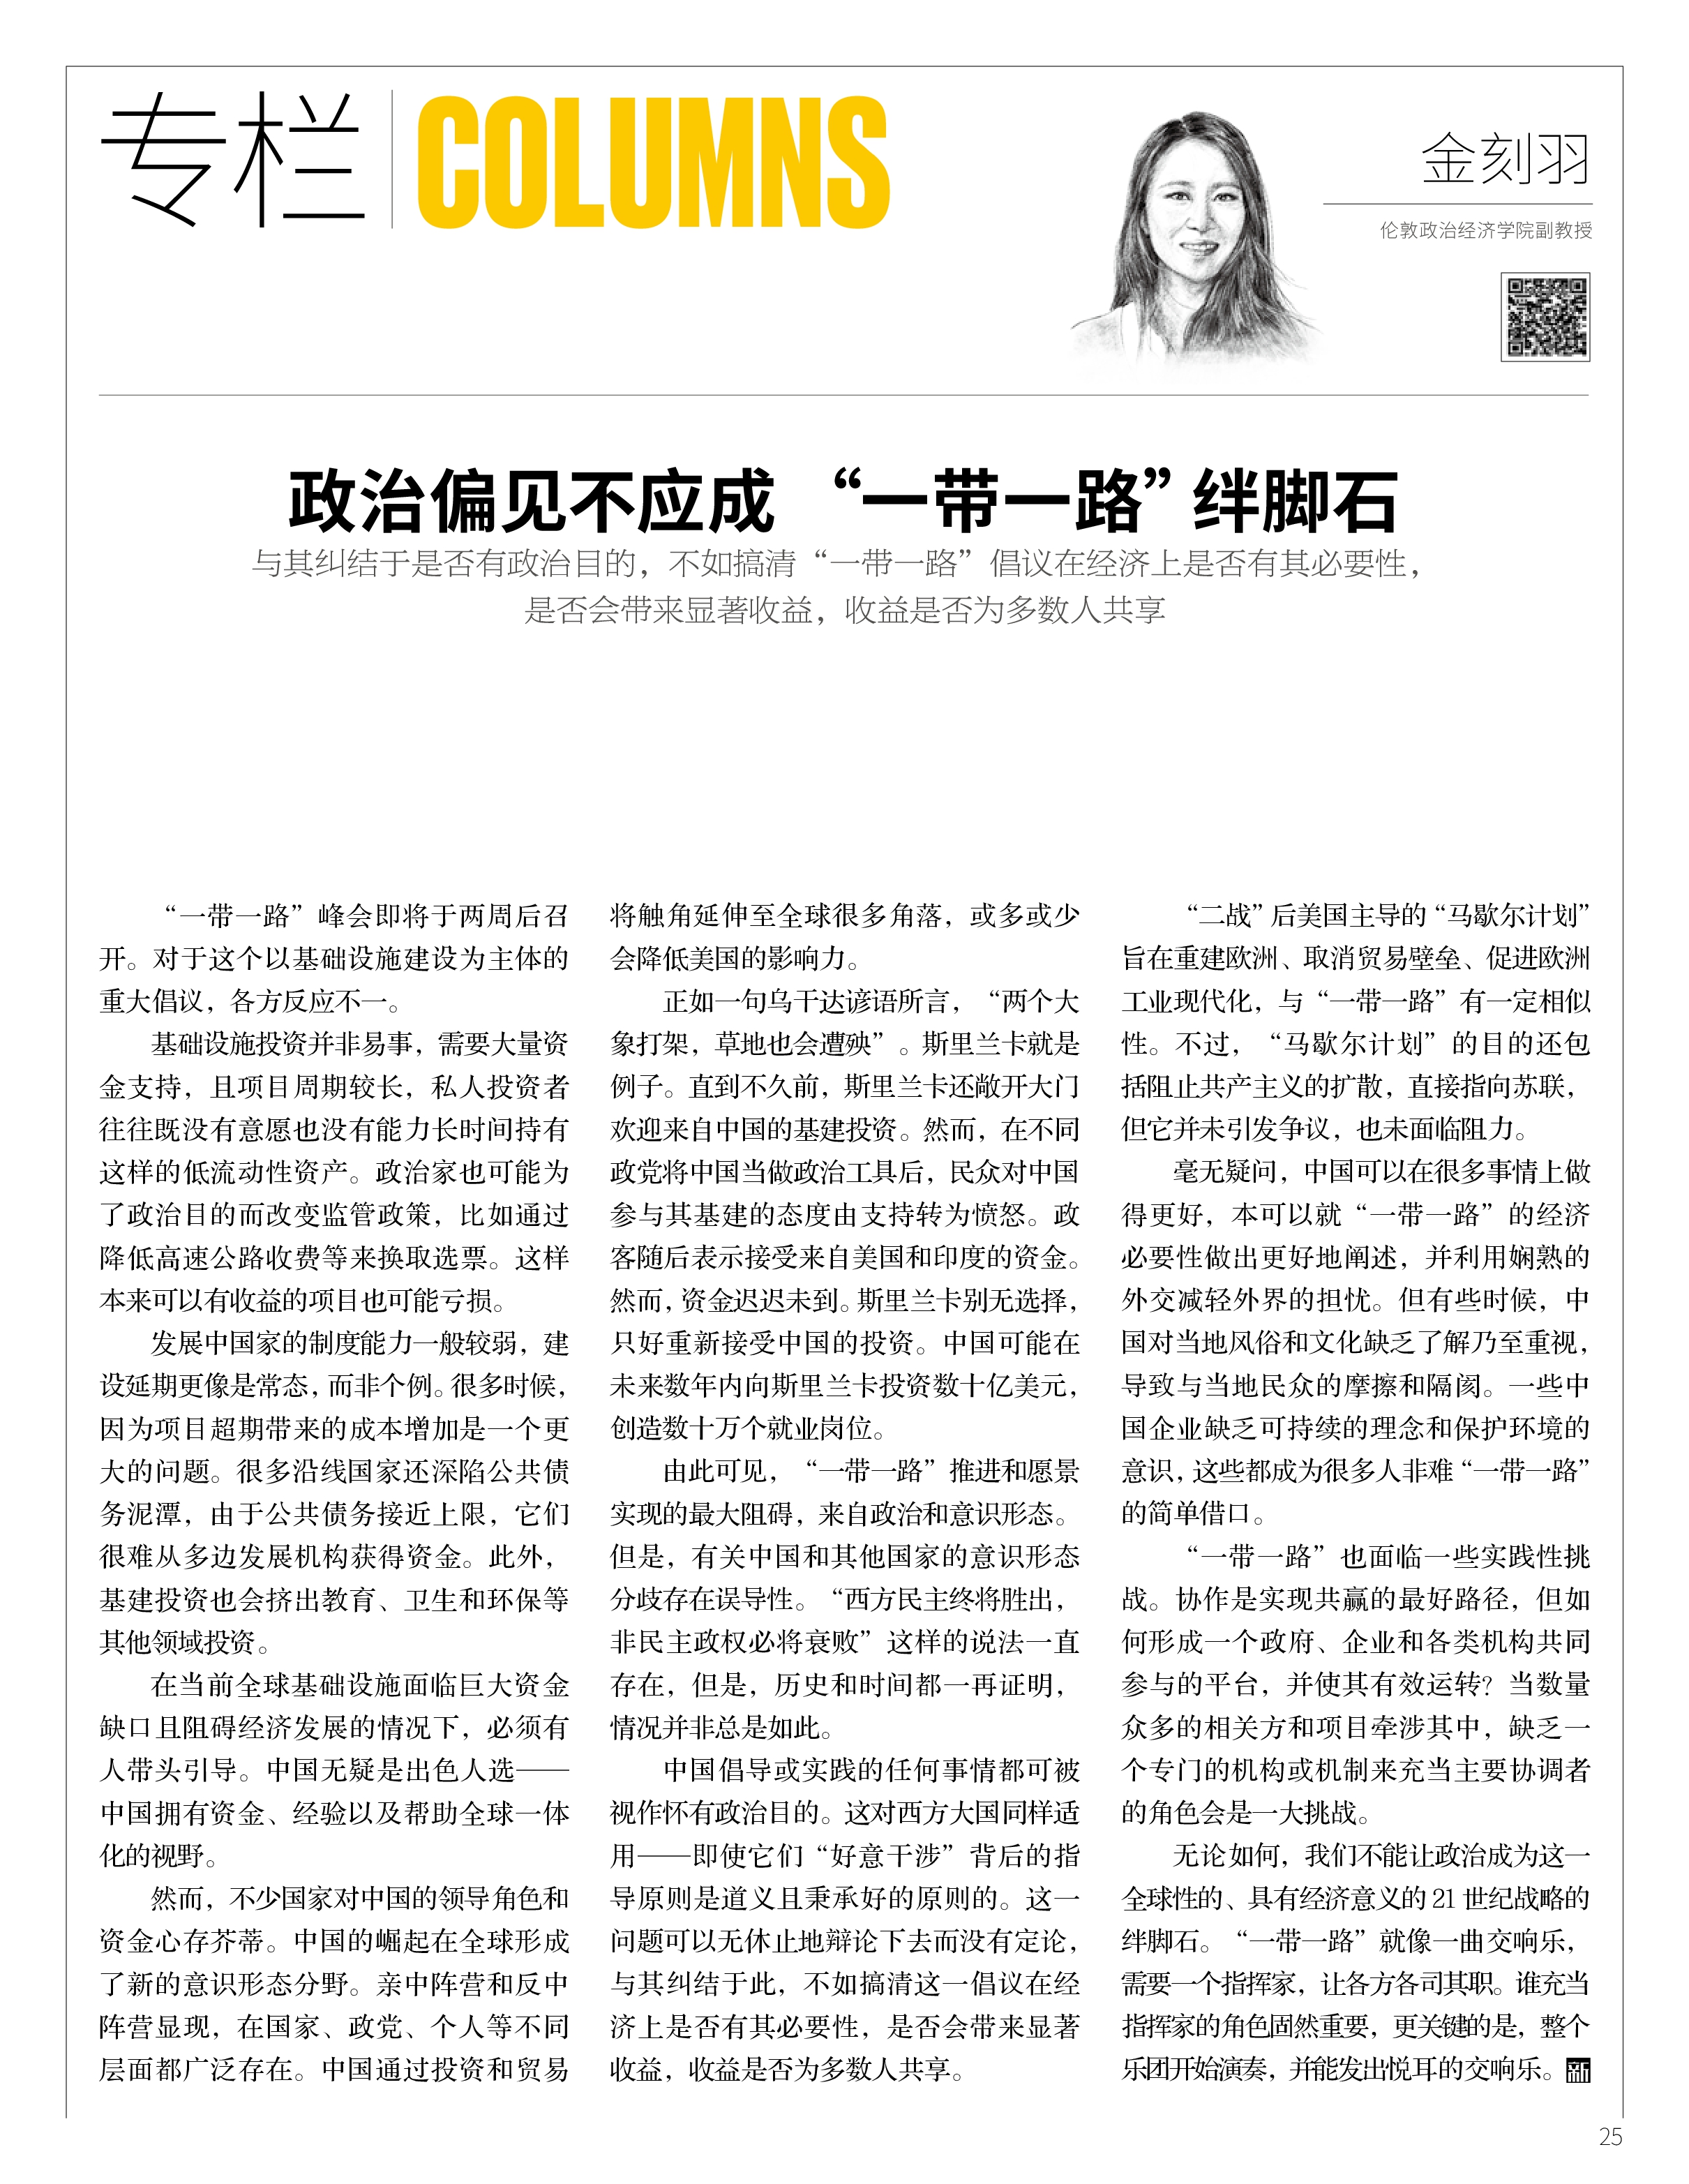 专栏 COLUMNS
金刻羽
伦敦政治经济学院副教授
政治偏见不应成 “一带一路”绊脚石
与其纠结于是否有政治目的，不如搞清“一带一路”倡议在经济上是否有其必要性，
是否会带来显著收益，收益是否为多数人共享
“一带一路”峰会即将于两周后召
开。对于这个以基础设施建设为主体的
重大倡议，各方反应不一。
基础设施投资并非易事，需要大量资
金支持，且项目周期较长，私人投资者
往往既没有意愿也没有能力长时间持有
这样的低流动性资产。政治家也可能为
了政治目的而改变监管政策，比如通过
降低高速公路收费等来换取选票。这样
本来可以有收益的项目也可能亏损。
发展中国家的制度能力一般较弱，建
设延期更像是常态，而非个例。很多时候，
因为项目超期带来的成本增加是一个更
大的问题。很多沿线国家还深陷公共债
务泥潭，由于公共债务接近上限，它们
很难从多边发展机构获得资金。此外，
基建投资也会挤出教育、卫生和环保等
其他领域投资。
在当前全球基础设施面临巨大资金
缺口且阻碍经济发展的情况下，必须有
人带头引导。中国无疑是出色人选——
中国拥有资金、经验以及帮助全球一体
化的视野。
然而，不少国家对中国的领导角色和
资金心存芥蒂。中国的崛起在全球形成
了新的意识形态分野。亲中阵营和反中
阵营显现，在国家、政党、个人等不同
层面都广泛存在。中国通过投资和贸易
将触角延伸至全球很多角落，或多或少
会降低美国的影响力。
正如一句乌干达谚语所言，“两个大
象打架，草地也会遭殃”。斯里兰卡就是
例子。直到不久前，斯里兰卡还敞开大门
欢迎来自中国的基建投资。然而，在不同
政党将中国当做政治工具后，民众对中国
参与其基建的态度由支持转为愤怒。政
客随后表示接受来自美国和印度的资金。
然而，资金迟迟未到。斯里兰卡别无选择，
只好重新接受中国的投资。中国可能在
未来数年内向斯里兰卡投资数十亿美元，
创造数十万个就业岗位。
由此可见，“一带一路”推进和愿景
实现的最大阻碍，来自政治和意识形态。
但是，有关中国和其他国家的意识形态
分歧存在误导性。“西方民主终将胜出，
非民主政权必将衰败”这样的说法一直
存在，但是，历史和时间都一再证明，
情况并非总是如此。
中国倡导或实践的任何事情都可被
视作怀有政治目的。这对西方大国同样适
用——即使它们“好意干涉”背后的指
导原则是道义且秉承好的原则的。这一
问题可以无休止地辩论下去而没有定论，
与其纠结于此，不如搞清这一倡议在经
济上是否有其必要性，是否会带来显著
收益，收益是否为多数人共享。
“二战”后美国主导的“马歇尔计划”
旨在重建欧洲、取消贸易壁垒、促进欧洲
工业现代化，与“一带一路”有一定相似
性。不过，“马歇尔计划”的目的还包
括阻止共产主义的扩散，直接指向苏联，
但它并未引发争议，也未面临阻力。
毫无疑问，中国可以在很多事情上做
得更好，本可以就“一带一路”的经济
必要性做出更好地阐述，并利用娴熟的
外交减轻外界的担忧。但有些时候，中
国对当地风俗和文化缺乏了解乃至重视，
导致与当地民众的摩擦和隔阂。一些中
国企业缺乏可持续的理念和保护环境的
意识，这些都成为很多人非难“一带一路”
的简单借口。
“一带一路”也面临一些实践性挑
战。协作是实现共赢的最好路径，但如
何形成一个政府、企业和各类机构共同
参与的平台，并使其有效运转？当数量
众多的相关方和项目牵涉其中，缺乏一
个专门的机构或机制来充当主要协调者
的角色会是一大挑战。
无论如何，我们不能让政治成为这一
全球性的、具有经济意义的 21 世纪战略的
绊脚石。“一带一路”就像一曲交响乐，
需要一个指挥家，让各方各司其职。谁充当
指挥家的角色固然重要，更关键的是，整个
乐团开始演奏，并能发出悦耳的交响乐。新
25